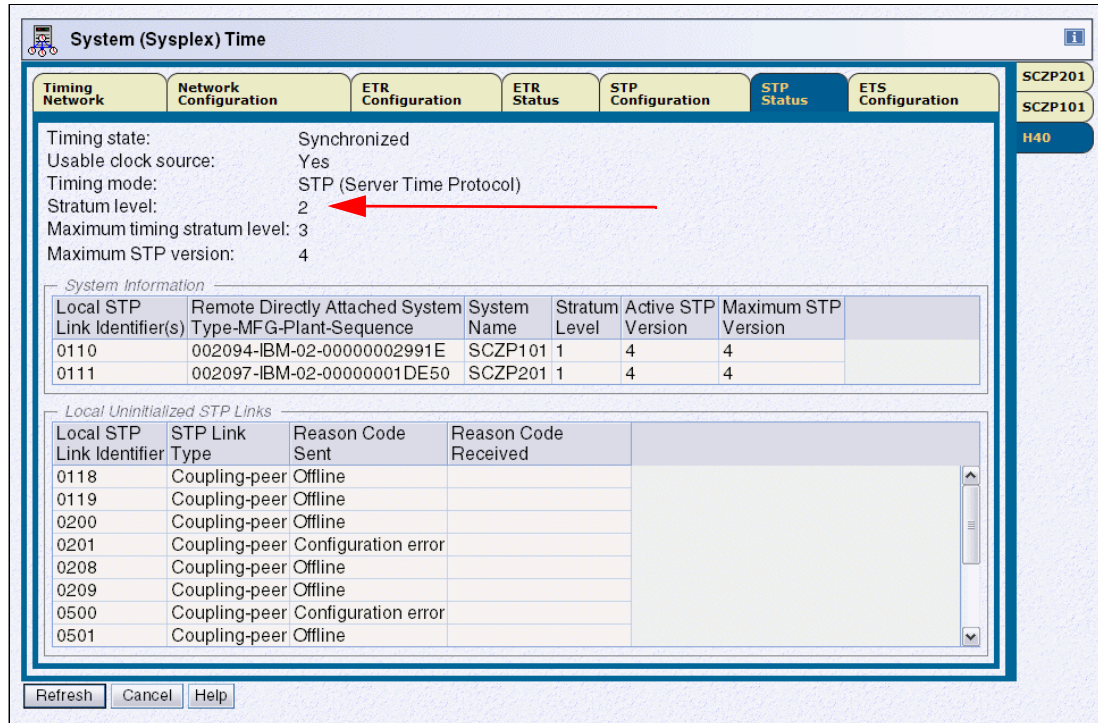 System (Sysplex) Time
i
Timing Network
Network Configuration
ETR Configuration
ETR Status
STP Configuration
STP Status
ETS Configuration
SCZP201
SCZP101
H40
Timing state: Synchronized
Usable clock source: Yes
Timing mode: STP (Server Time Protocol)
Stratum level: 2
Maximum timing stratum level: 3
Maximum STP version: 4
System Information
Local STP Link Identifier(s) Remote Directly Attached System Type-MFG-Plant-Sequence System Name Stratum Level Active STP Version Maximum STP Version
0110 002094-IBM-02-00000002991E SCZP101 1 4 4
0111 002097-IBM-02-00000001DE50 SCZP201 1 4 4
Local Uninitialized STP Links
Local STP Link Identifier STP Link Type Reason Code Sent Reason Code Received
0118 Coupling-peer Offline
0119 Coupling-peer Offline
0200 Coupling-peer Offline
0201 Coupling-peer Configuration error
0208 Coupling-peer Offline
0209 Coupling-peer Offline
0500 Coupling-peer Configuration error
0501 Coupling-peer Offline
Refresh Cancel Help